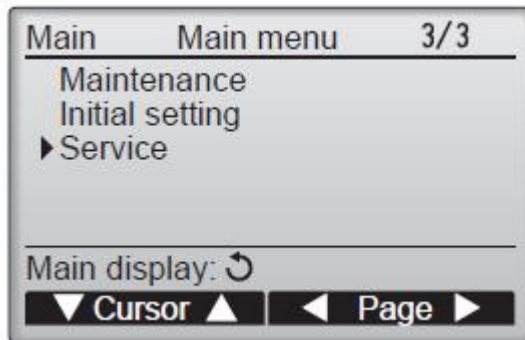 Main Main menu 3/3
Maintenance
Initial setting
Service
Main display:
Cursor Page